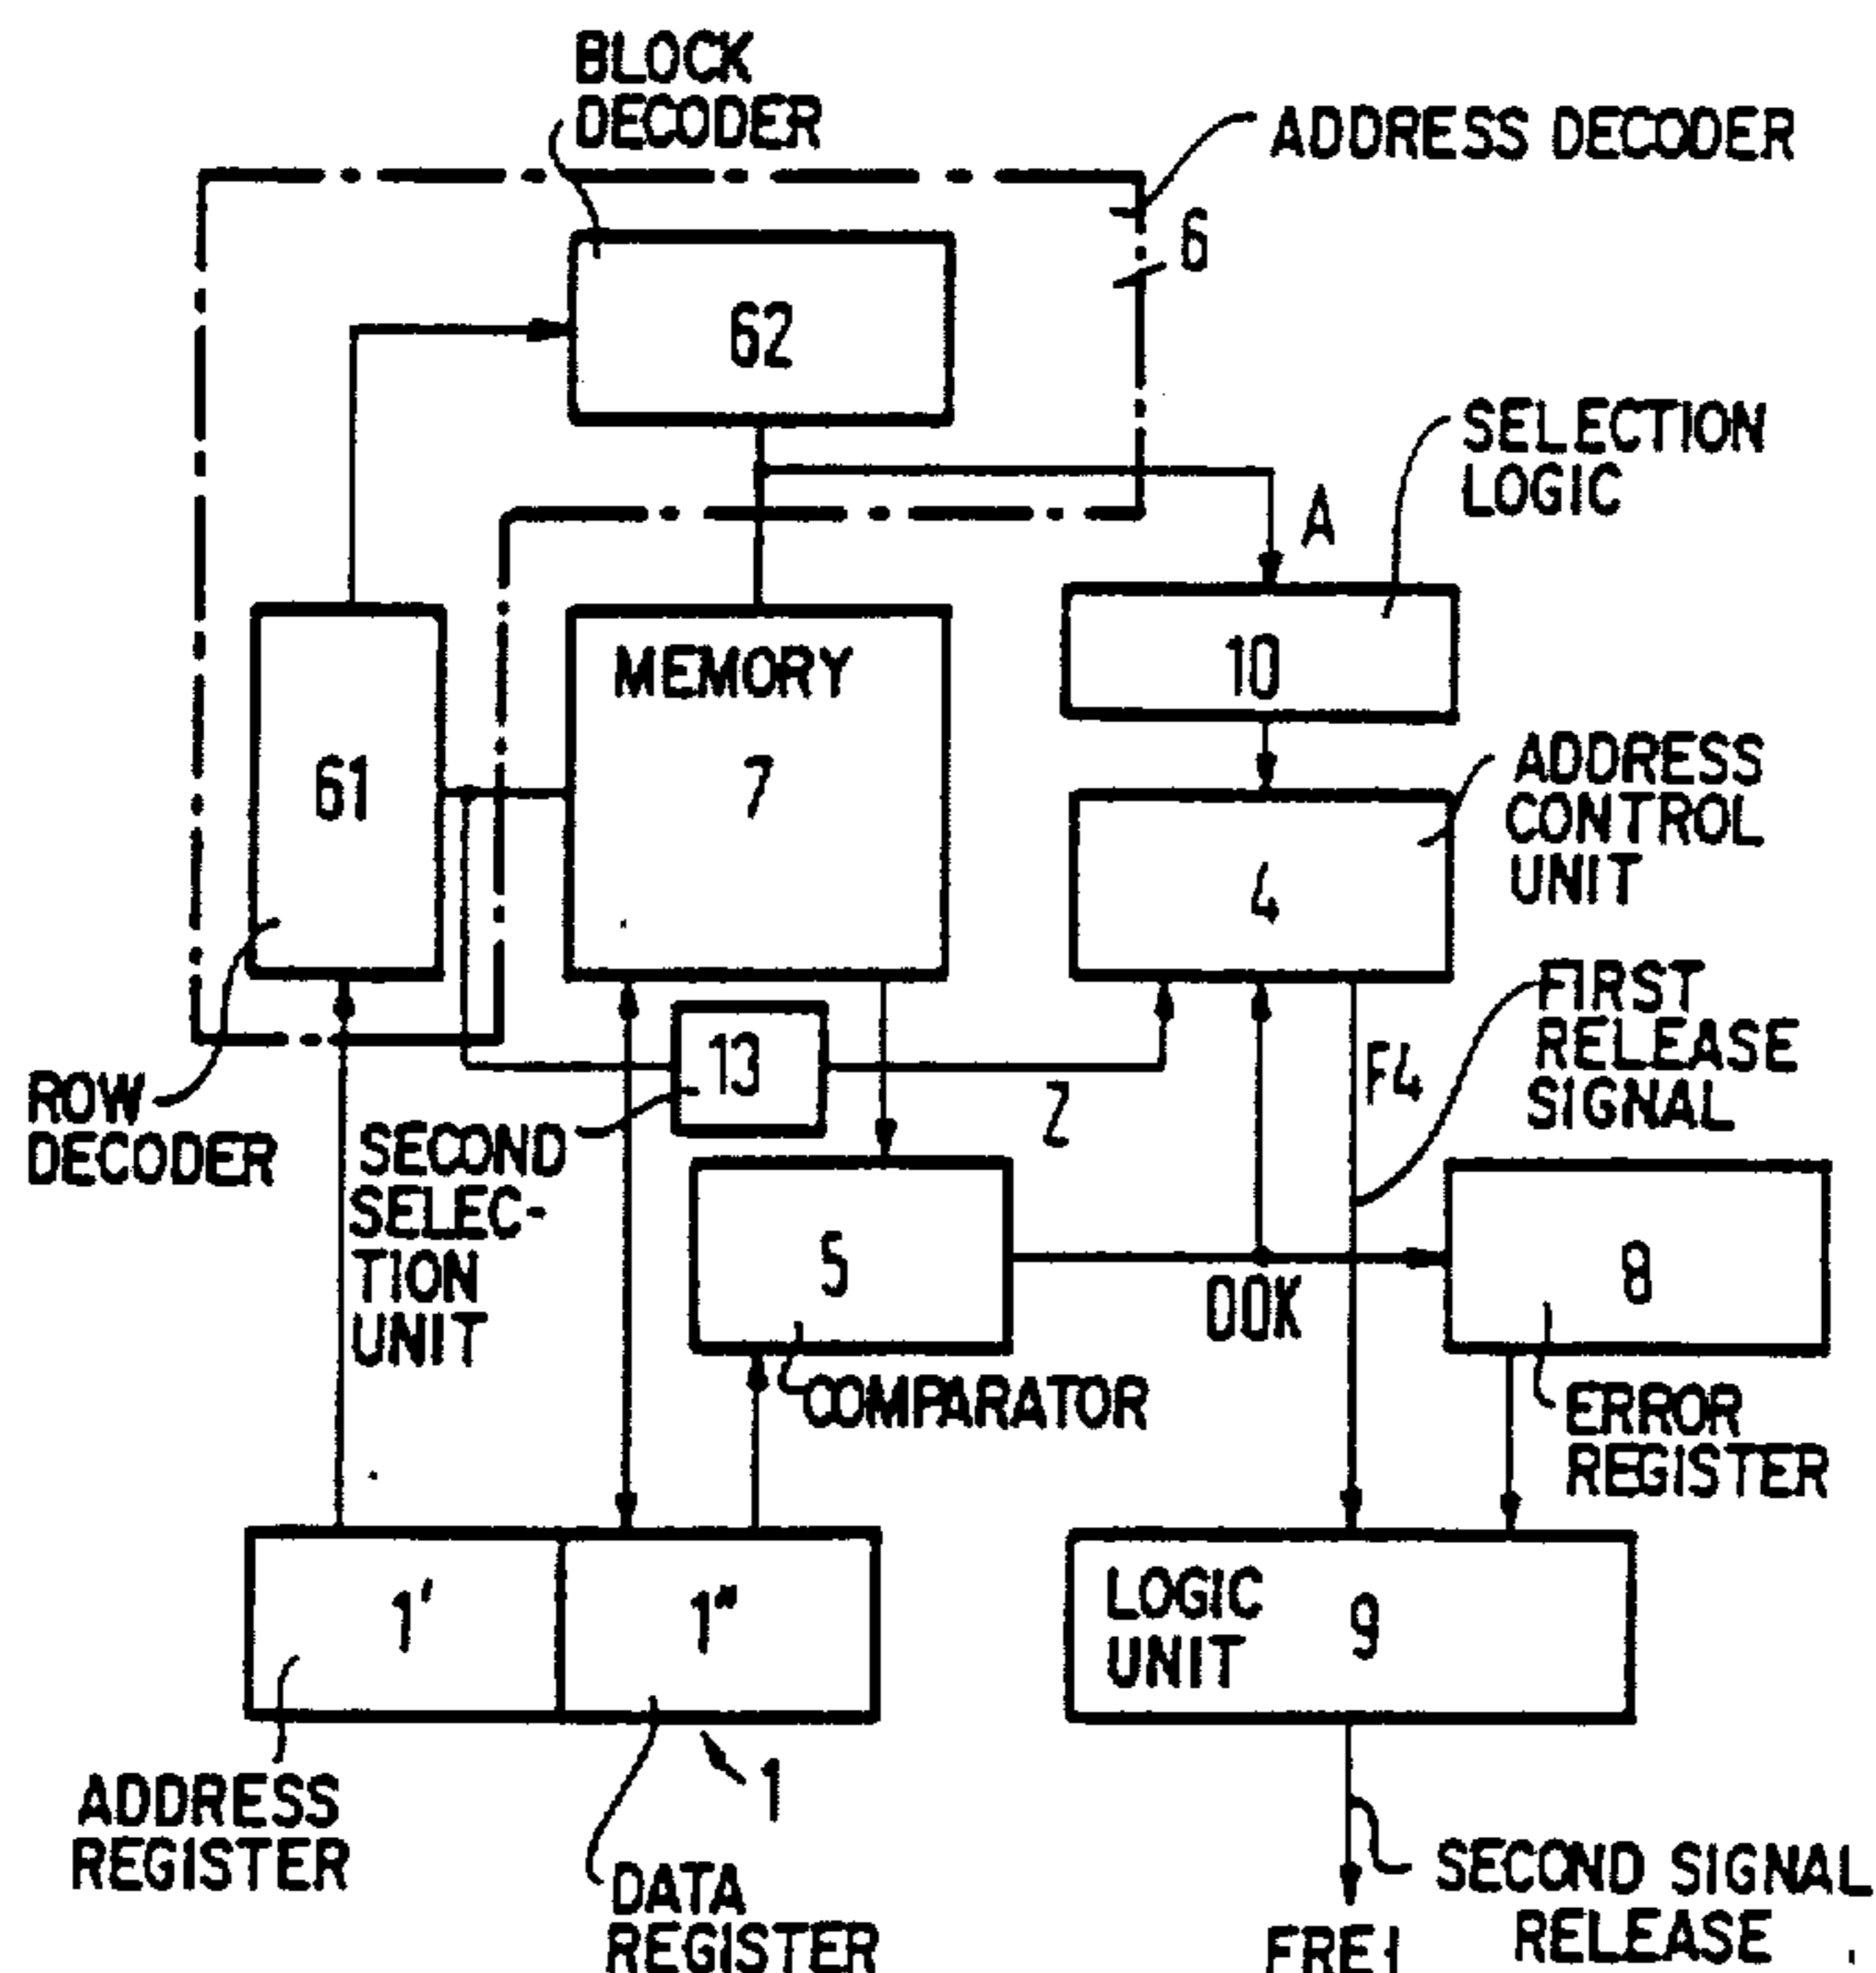 BLOCK
DECODER
ADDRESS DECODER
6
62
SELECTION
LOGIC
A
10
MEMORY
7
61
ADDRESS
CONTROL
UNIT
4
FIRST
RELEASE
SIGNAL
F4
13
Z
ROW
DECODER
SECOND
SELEC-
TION
UNIT
5
DOK
8
COMPARATOR
ERROR
REGISTER
1'
1"
LOGIC
UNIT
9
1
ADDRESS
REGISTER
DATA
REGISTER
SECOND SIGNAL
RELEASE